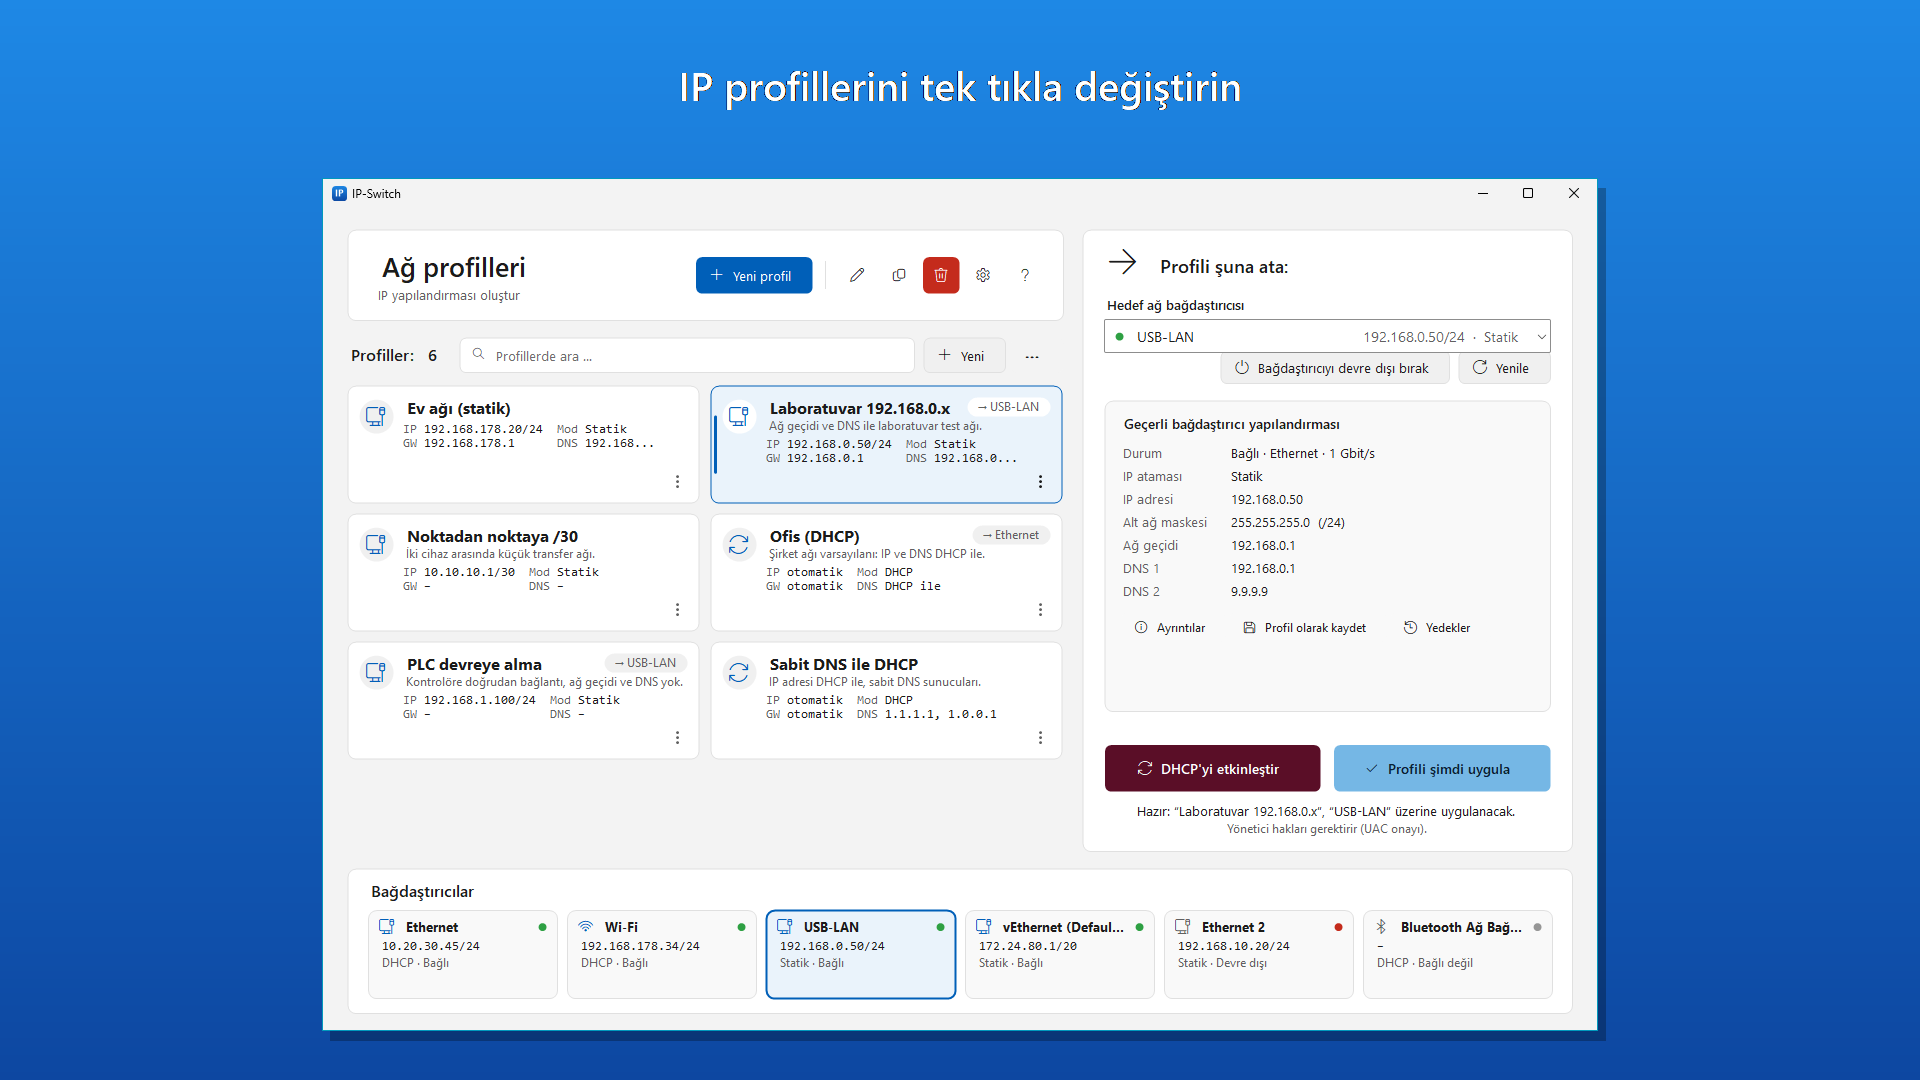 IP profillerini tek tıkla değiştirin
IP IP-Switch
Ağ profilleri
IP yapılandırması oluştur
Yeni profil
?
Profiller: 6
Profillerde ara ...
Yeni
...
Ev ağı (statik)
IP 192.168.178.20/24 Mod Statik
GW 192.168.178.1 DNS 192.168...
Laboratuvar 192.168.0.x → USB-LAN
Ağ geçidi ve DNS ile laboratuvar test ağı.
IP 192.168.0.50/24 Mod Statik
GW 192.168.0.1 DNS 192.168.0...
Noktadan noktaya /30
İki cihaz arasında küçük transfer ağı.
IP 10.10.10.1/30 Mod Statik
GW – DNS –
Ofis (DHCP) → Ethernet
Şirket ağı varsayılanı: IP ve DNS DHCP ile.
IP otomatik Mod DHCP
GW otomatik DNS DHCP ile
PLC devreye alma → USB-LAN
Kontrolöre doğrudan bağlantı, ağ geçidi ve DNS yok.
IP 192.168.1.100/24 Mod Statik
GW – DNS –
Sabit DNS ile DHCP
IP adresi DHCP ile, sabit DNS sunucuları.
IP otomatik Mod DHCP
GW otomatik DNS 1.1.1.1, 1.0.0.1
Profili şuna ata:
Hedef ağ bağdaştırıcısı
USB-LAN 192.168.0.50/24 · Statik
Bağdaştırıcıyı devre dışı bırak
Yenile
Geçerli bağdaştırıcı yapılandırması
Durum Bağlı · Ethernet · 1 Gbit/s
IP ataması Statik
IP adresi 192.168.0.50
Alt ağ maskesi 255.255.255.0 (/24)
Ağ geçidi 192.168.0.1
DNS 1 192.168.0.1
DNS 2 9.9.9.9
Ayrıntılar Profil olarak kaydet Yedekler
DHCP'yi etkinleştir
Profili şimdi uygula
Hazır: “Laboratuvar 192.168.0.x”, “USB-LAN” üzerine uygulanacak.
Yönetici hakları gerektirir (UAC onayı).
Bağdaştırıcılar
Ethernet
10.20.30.45/24
DHCP · Bağlı
Wi-Fi
192.168.178.34/24
DHCP · Bağlı
USB-LAN
192.168.0.50/24
Statik · Bağlı
vEthernet (Defaul...
172.24.80.1/20
Statik · Bağlı
Ethernet 2
192.168.10.20/24
Statik · Devre dışı
Bluetooth Ağ Bağ...
–
DHCP · Bağlı değil